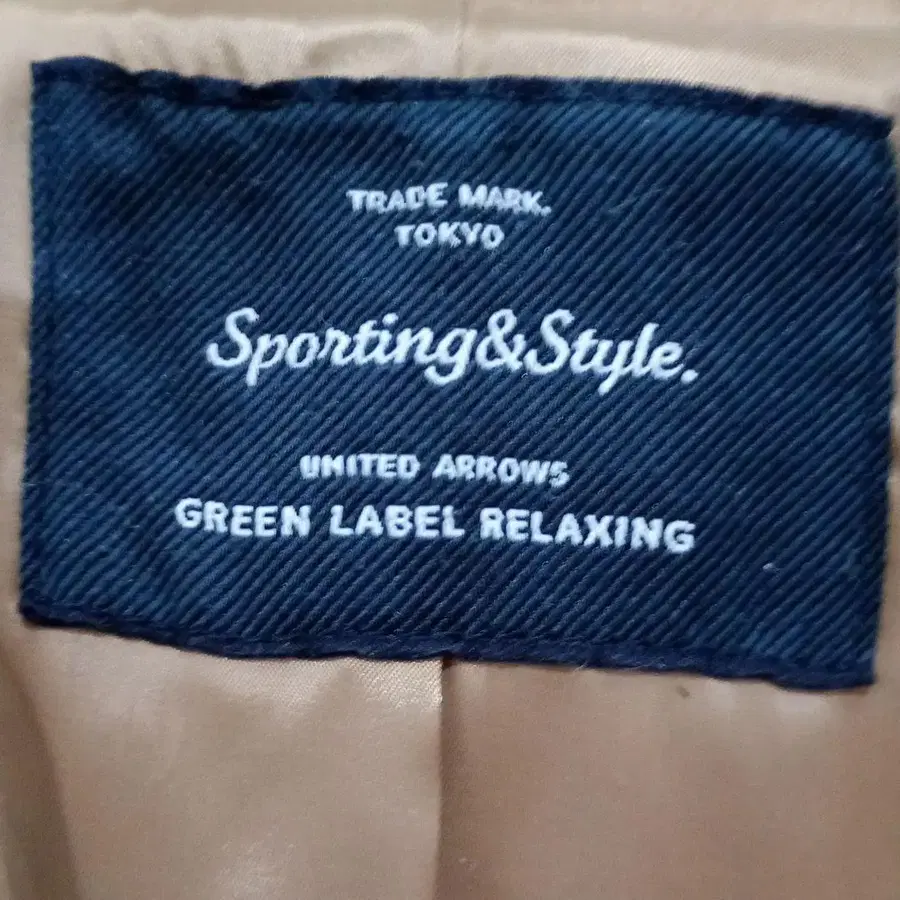 TRADE MARK.
TOKYO
Sporting&Style.
UNITED ARROWS
GREEN LABEL RELAXING